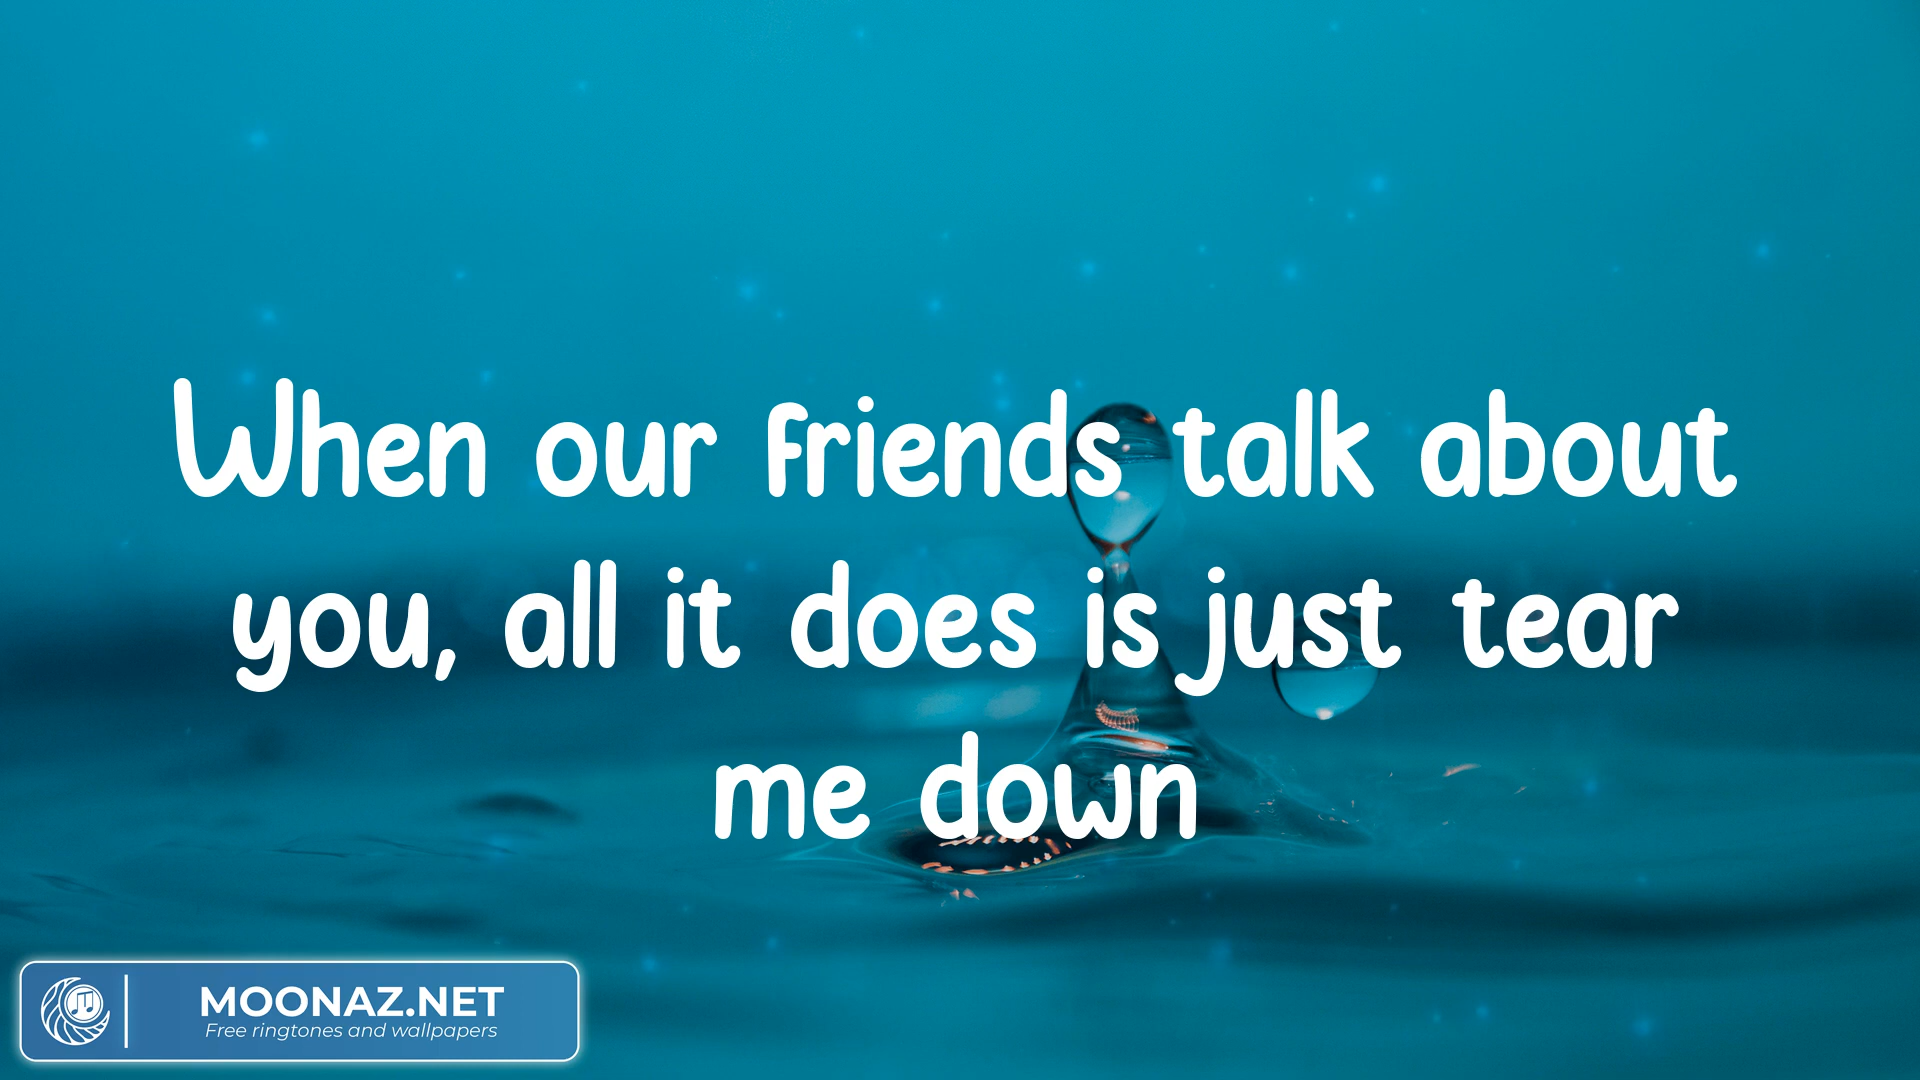 When our friends talk about
you, all it does is just tear
me down
MOONAZ.NET
Free ringtones and wallpapers